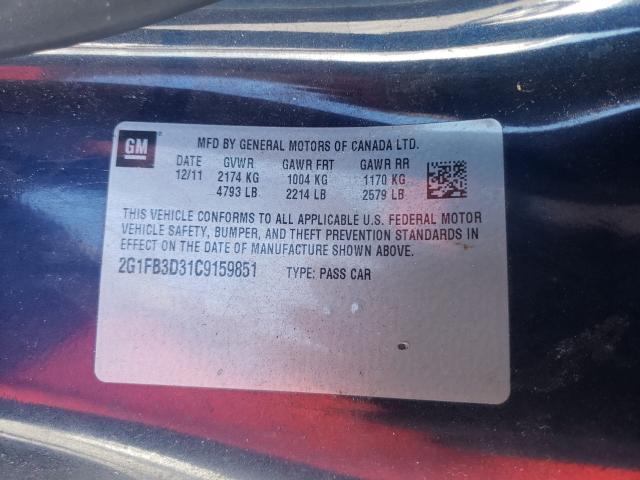 GM
MFD BY GENERAL MOTORS OF CANADA LTD.
DATE GVWR GAWR FRT GAWR RR
12/11 2174 KG 1004 KG 1170 KG
4793 LB 2214 LB 2579 LB
THIS VEHICLE CONFORMS TO ALL APPLICABLE U.S. FEDERAL MOTOR
VEHICLE SAFETY, BUMPER, AND THEFT PREVENTION STANDARDS IN
EFFECT ON THE DATE OF MANUFACTURE SHOWN ABOVE.
2G1FB3D31C9159851 TYPE: PASS CAR